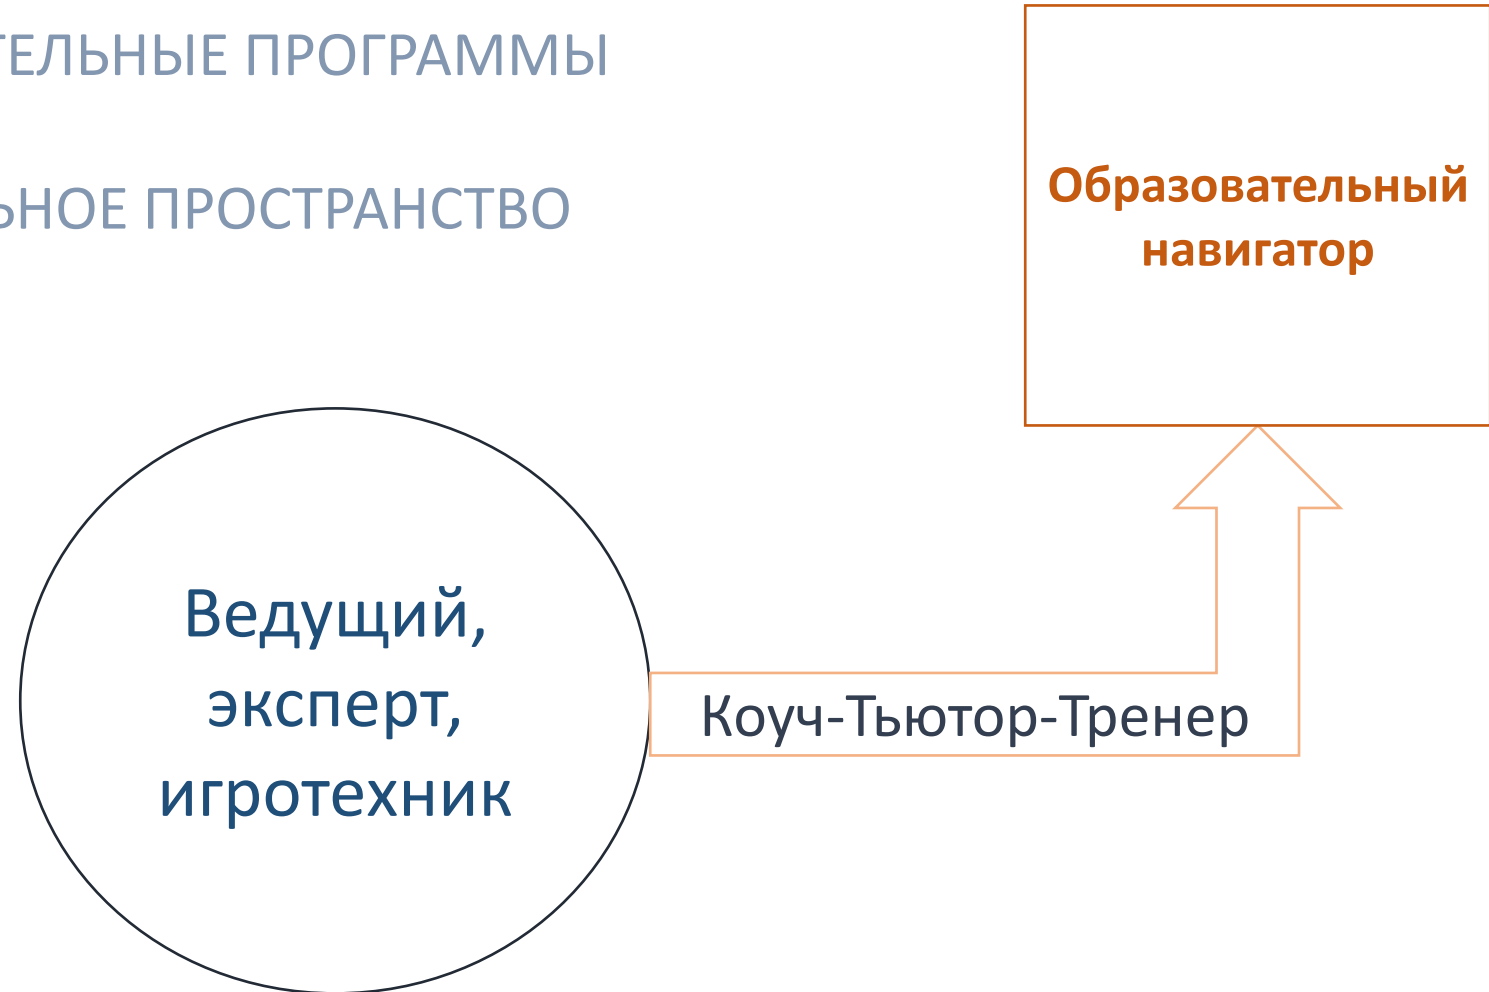 ТЕЛЬНЫЕ ПРОГРАММЫ
ЬНОЕ ПРОСТРАНСТВО
Образовательный
навигатор
Ведущий,
эксперт,
игротехник
Коуч-Тьютор-Тренер